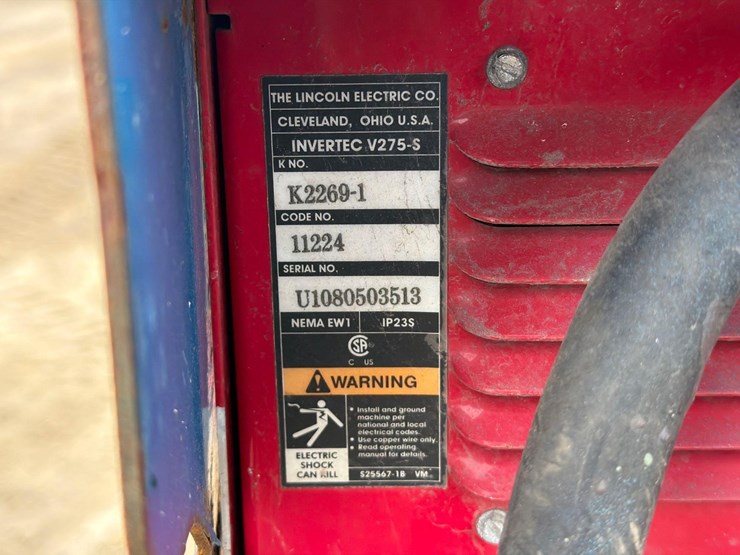 THE LINCOLN ELECTRIC CO.
CLEVELAND, OHIO U.S.A.
INVERTEC V275-S
K NO.
K2269-1
CODE NO.
11224
SERIAL NO.
U1080503513
NEMA EW1 IP23S
SA
C US
WARNING
• Install and ground
machine per
national and local
electrical codes.
• Use copper wire only.
• Read operating
manual for details.
ELECTRIC
SHOCK
CAN KILL
S25567-1B VM